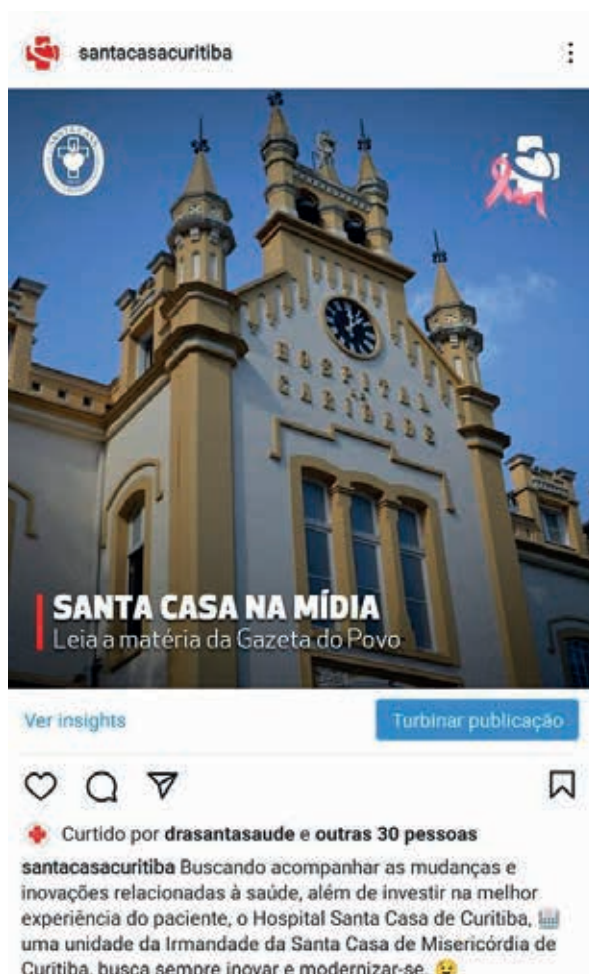 santacasacuritiba
SANTA CASA
HOSPITAL
CARIDADE
SANTA CASA NA MÍDIA
Leia a matéria da Gazeta do Povo
Ver insights
Turbinar publicação
Curtido por drasantasaude e outras 30 pessoas
santacasacuritiba Buscando acompanhar as mudanças e
inovações relacionadas à saúde, além de investir na melhor
experiência do paciente, o Hospital Santa Casa de Curitiba,
uma unidade da Irmandade da Santa Casa de Misericórdia de
Curitiba, busca sempre inovar e modernizar-se.